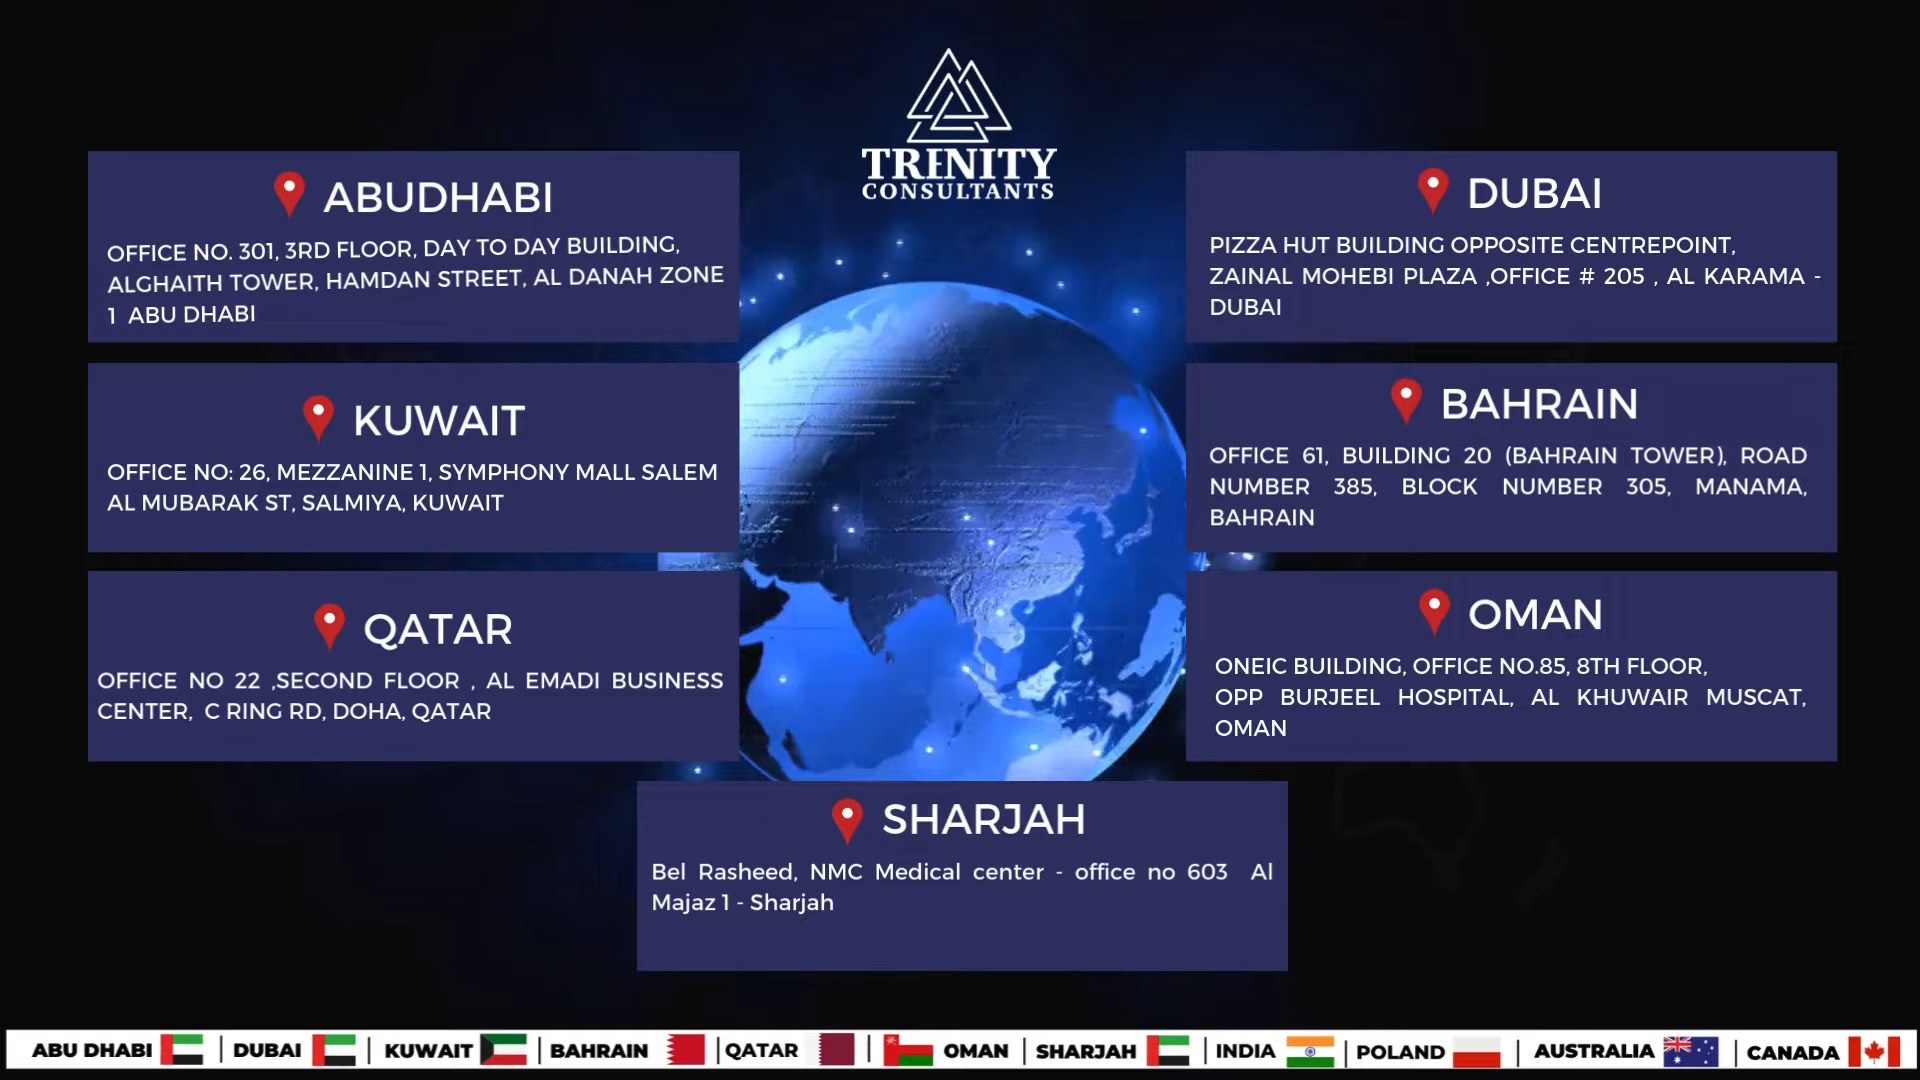 TRENITY
CONSULTANTS
ABUDHABI
OFFICE NO. 301, 3RD FLOOR, DAY TO DAY BUILDING,
ALGHAITH TOWER, HAMDAN STREET, AL DANAH ZONE
1 ABU DHABI
DUBAI
PIZZA HUT BUILDING OPPOSITE CENTREPOINT,
ZAINAL MOHEBI PLAZA ,OFFICE # 205 , AL KARAMA -
DUBAI
KUWAIT
OFFICE NO: 26, MEZZANINE 1, SYMPHONY MALL SALEM
AL MUBARAK ST, SALMIYA, KUWAIT
BAHRAIN
OFFICE 61, BUILDING 20 (BAHRAIN TOWER), ROAD
NUMBER 385, BLOCK NUMBER 305, MANAMA,
BAHRAIN
QATAR
OFFICE NO 22 ,SECOND FLOOR , AL EMADI BUSINESS
CENTER, C RING RD, DOHA, QATAR
OMAN
ONEIC BUILDING, OFFICE NO.85, 8TH FLOOR,
OPP BURJEEL HOSPITAL, AL KHUWAIR MUSCAT,
OMAN
SHARJAH
Bel Rasheed, NMC Medical center - office no 603 Al
Majaz 1 - Sharjah
ABU DHABI | DUBAI | KUWAIT | BAHRAIN | QATAR | OMAN | SHARJAH | INDIA | POLAND | AUSTRALIA | CANADA